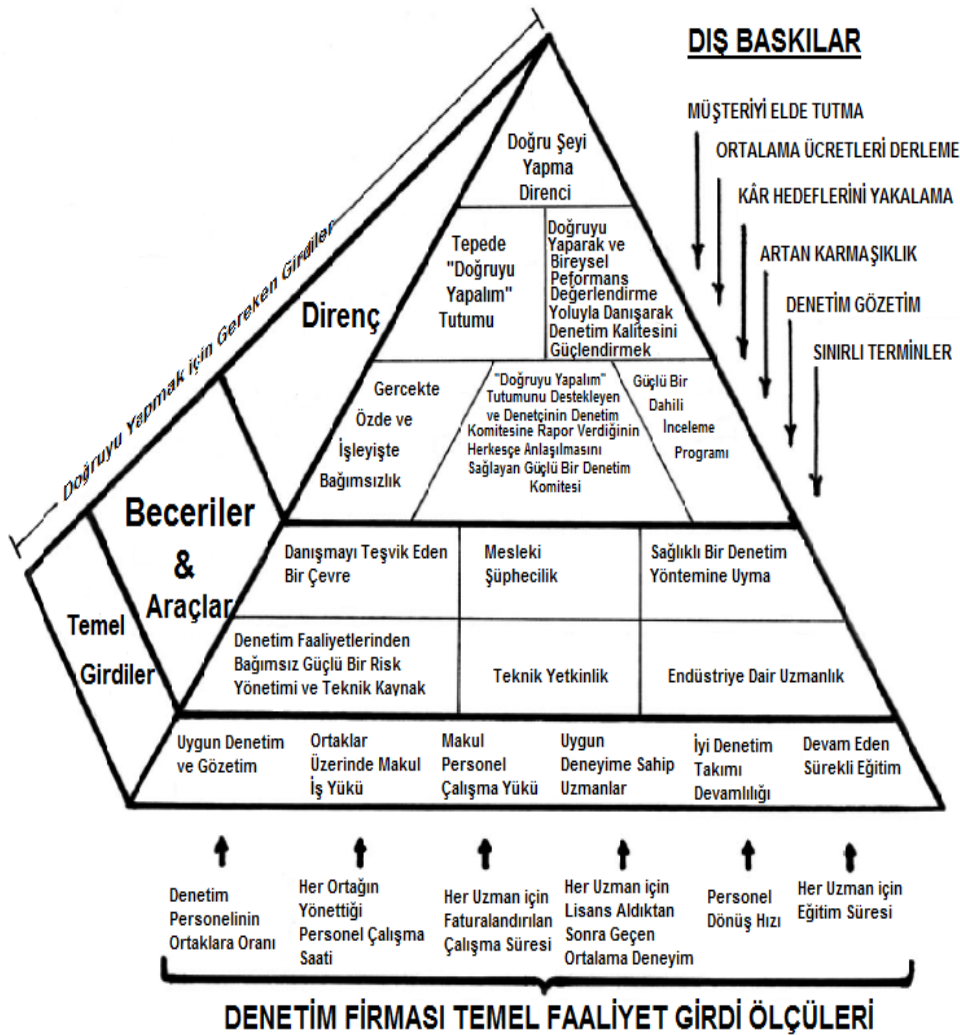 DIŞ BASKILAR
MÜŞTERİYİ ELDE TUTMA
ORTALAMA ÜCRETLERİ DERLEME
KÂR HEDEFLERİNİ YAKALAMA
ARTAN KARMAŞIKLIK
DENETİM GÖZETİM
SINIRLI TERMİNLER
Doğruyu Yapmak için Gereken Girdiler
Direnç
Beceriler
&
Araçlar
Temel
Girdiler
Doğru Şeyi
Yapma
Direnci
Tepede
"Doğruyu
Yapalım"
Tutumu
Doğruyu
Yaparak ve
Bireysel
Peformans
Değerlendirme
Yoluyla Danışarak
Denetim Kalitesini
Güçlendirmek
Gercekte
Özde ve
İşleyişte
Bağımsızlık
"Doğruyu Yapalım"
Tutumunu Destekleyen
ve Denetçinin Denetim
Komitesine Rapor Verdiğinin
Herkesçe Anlaşılmasını
Sağlayan Güçlü Bir Denetim
Komitesi
Güçlü Bir
Dahili
İnceleme
Programı
Danışmayı Teşvik Eden
Bir Çevre
Mesleki
Şüphecilik
Sağlıklı Bir Denetim
Yöntemine Uyma
Denetim Faaliyetlerinden
Bağımsız Güçlü Bir Risk
Yönetimi ve Teknik Kaynak
Teknik Yetkinlik
Endüstriye Dair Uzmanlık
Uygun Denetim
ve Gözetim
Ortaklar
Üzerinde Makul
İş Yükü
Makul
Personel
Çalışma Yükü
Uygun
Deneyime Sahip
Uzmanlar
İyi Denetim
Takımı
Devamlılığı
Devam Eden
Sürekli Eğitim
Denetim
Personelinin
Ortaklara Oranı
Her Ortağın
Yönettiği
Personel Çalışma
Saati
Her Uzman için
Faturalandırılan
Çalışma Süresi
Her Uzman için
Lisans Aldıktan
Sonra Geçen
Ortalama Deneyim
Personel
Dönüş Hızı
Her Uzman için
Eğitim Süresi
DENETİM FİRMASI TEMEL FAALİYET GİRDİ ÖLÇÜLERİ